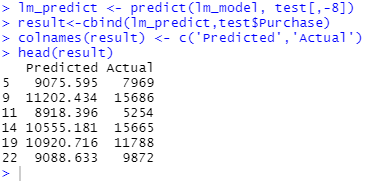 > lm_predict <- predict(lm_model, test[,-8])
> result<-cbind(lm_predict,test$Purchase)
> colnames(result) <- c('Predicted','Actual')
> head(result)
   Predicted Actual
5   9075.595   7969
9  11202.434  15686
11  8918.396   5254
14 10555.181  15665
19 10920.716  11788
22  9088.633   9872
>